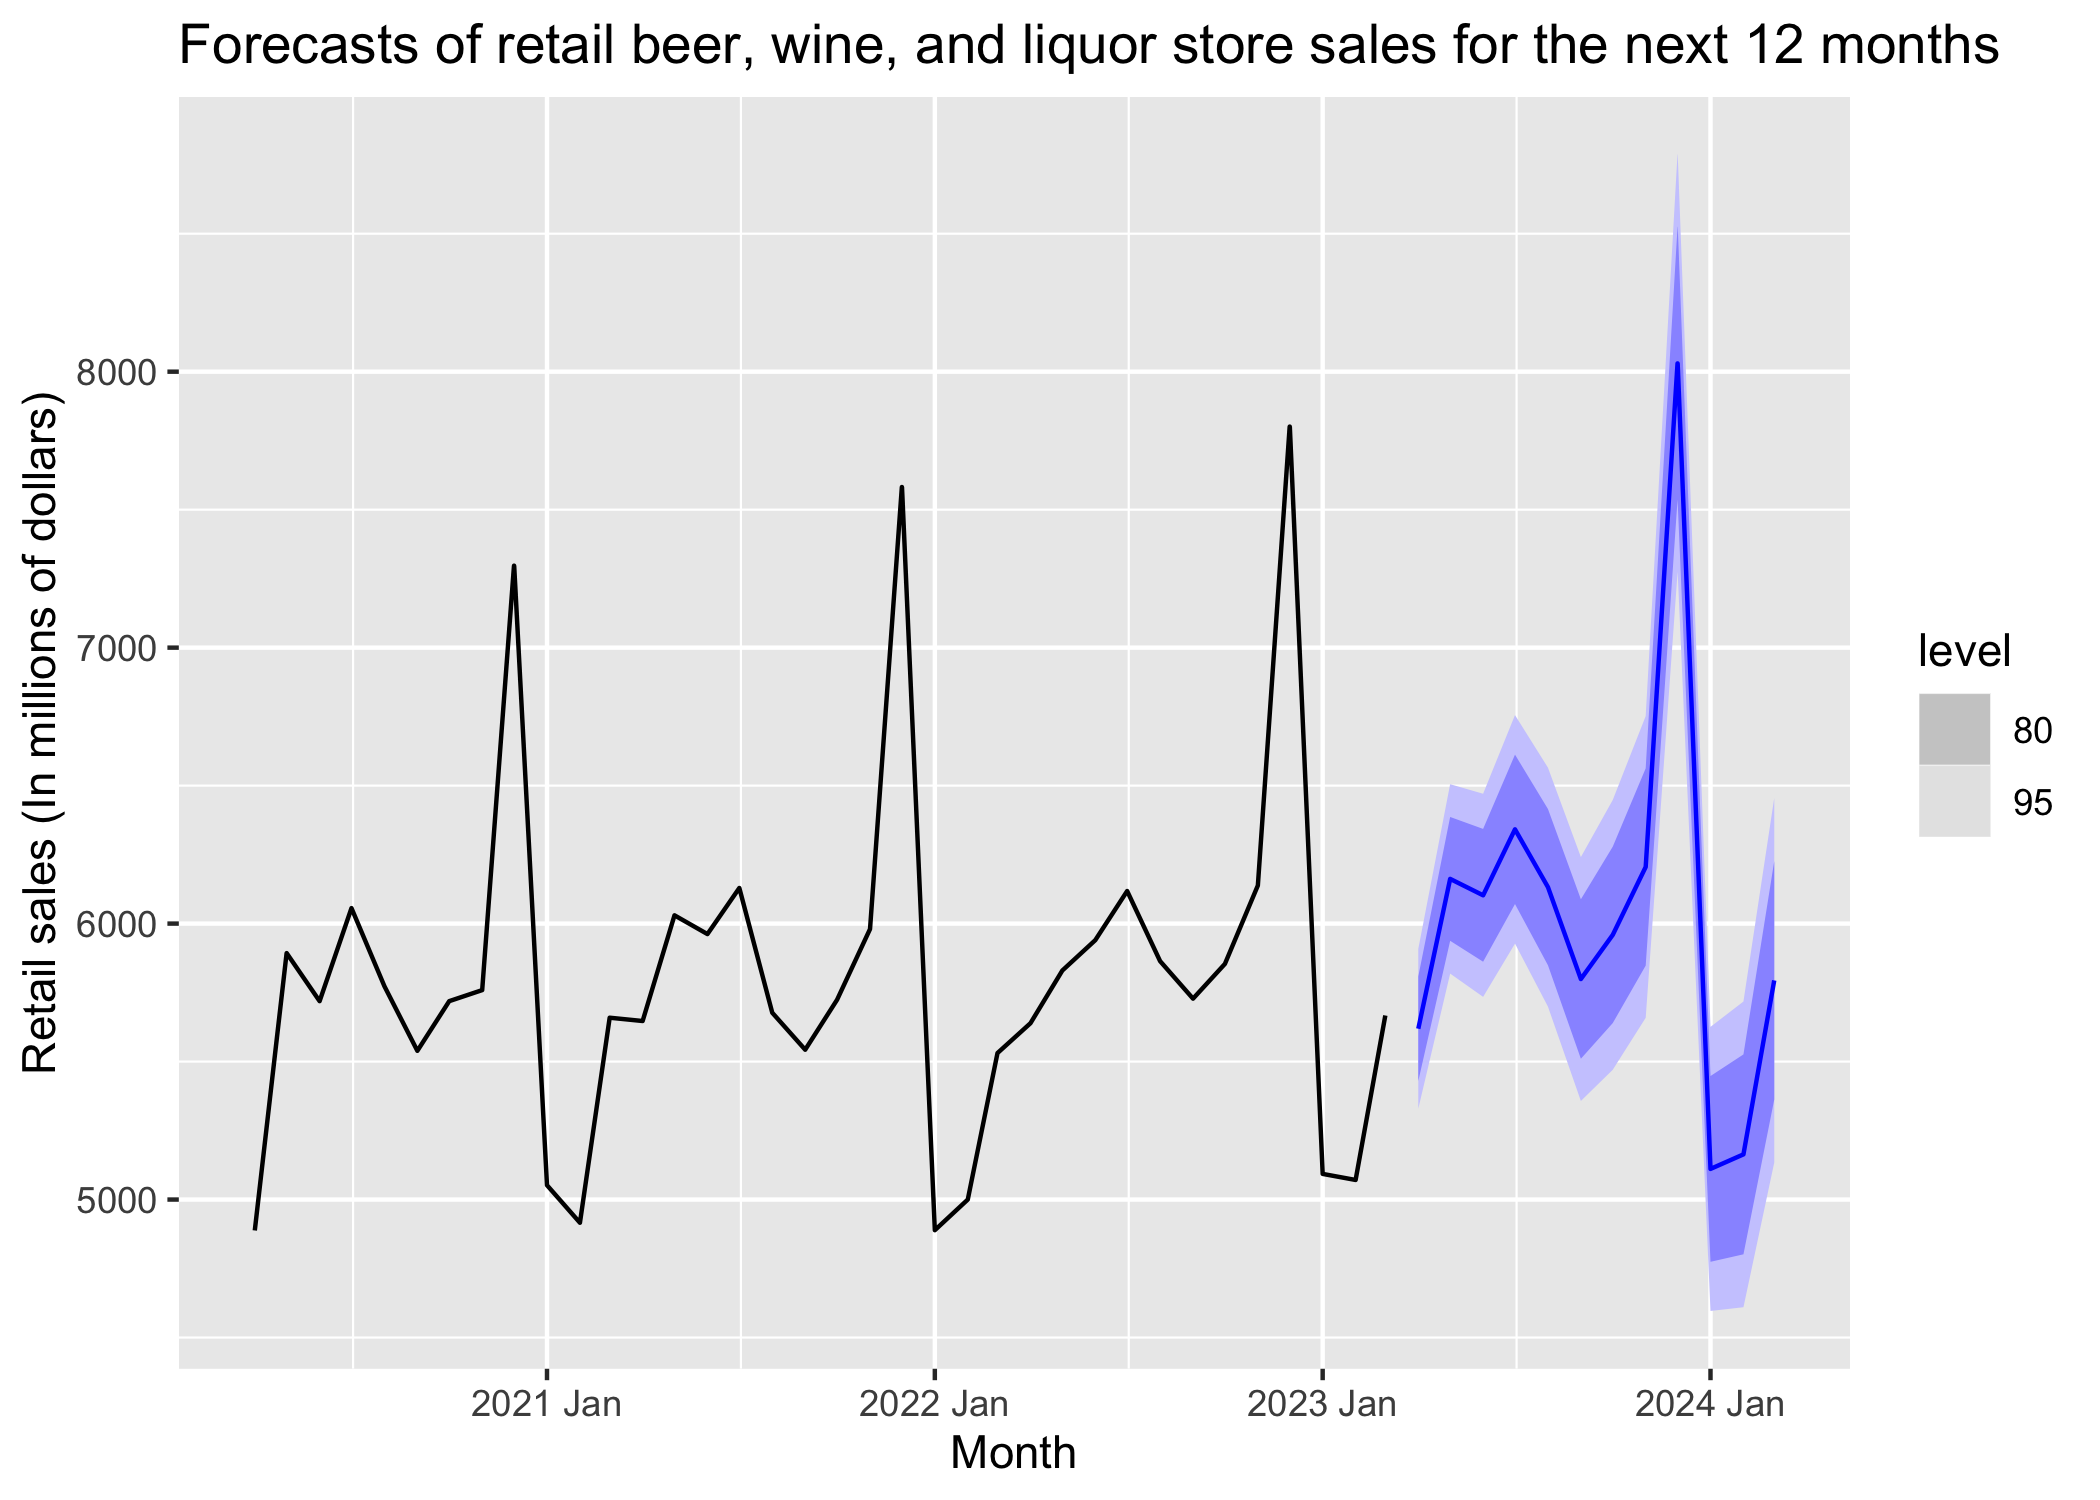 Forecasts of retail beer, wine, and liquor store sales for the next 12 months
Retail sales (In millions of dollars)
8000
7000
6000
5000
2021 Jan
2022 Jan
2023 Jan
2024 Jan
Month
level
80
95